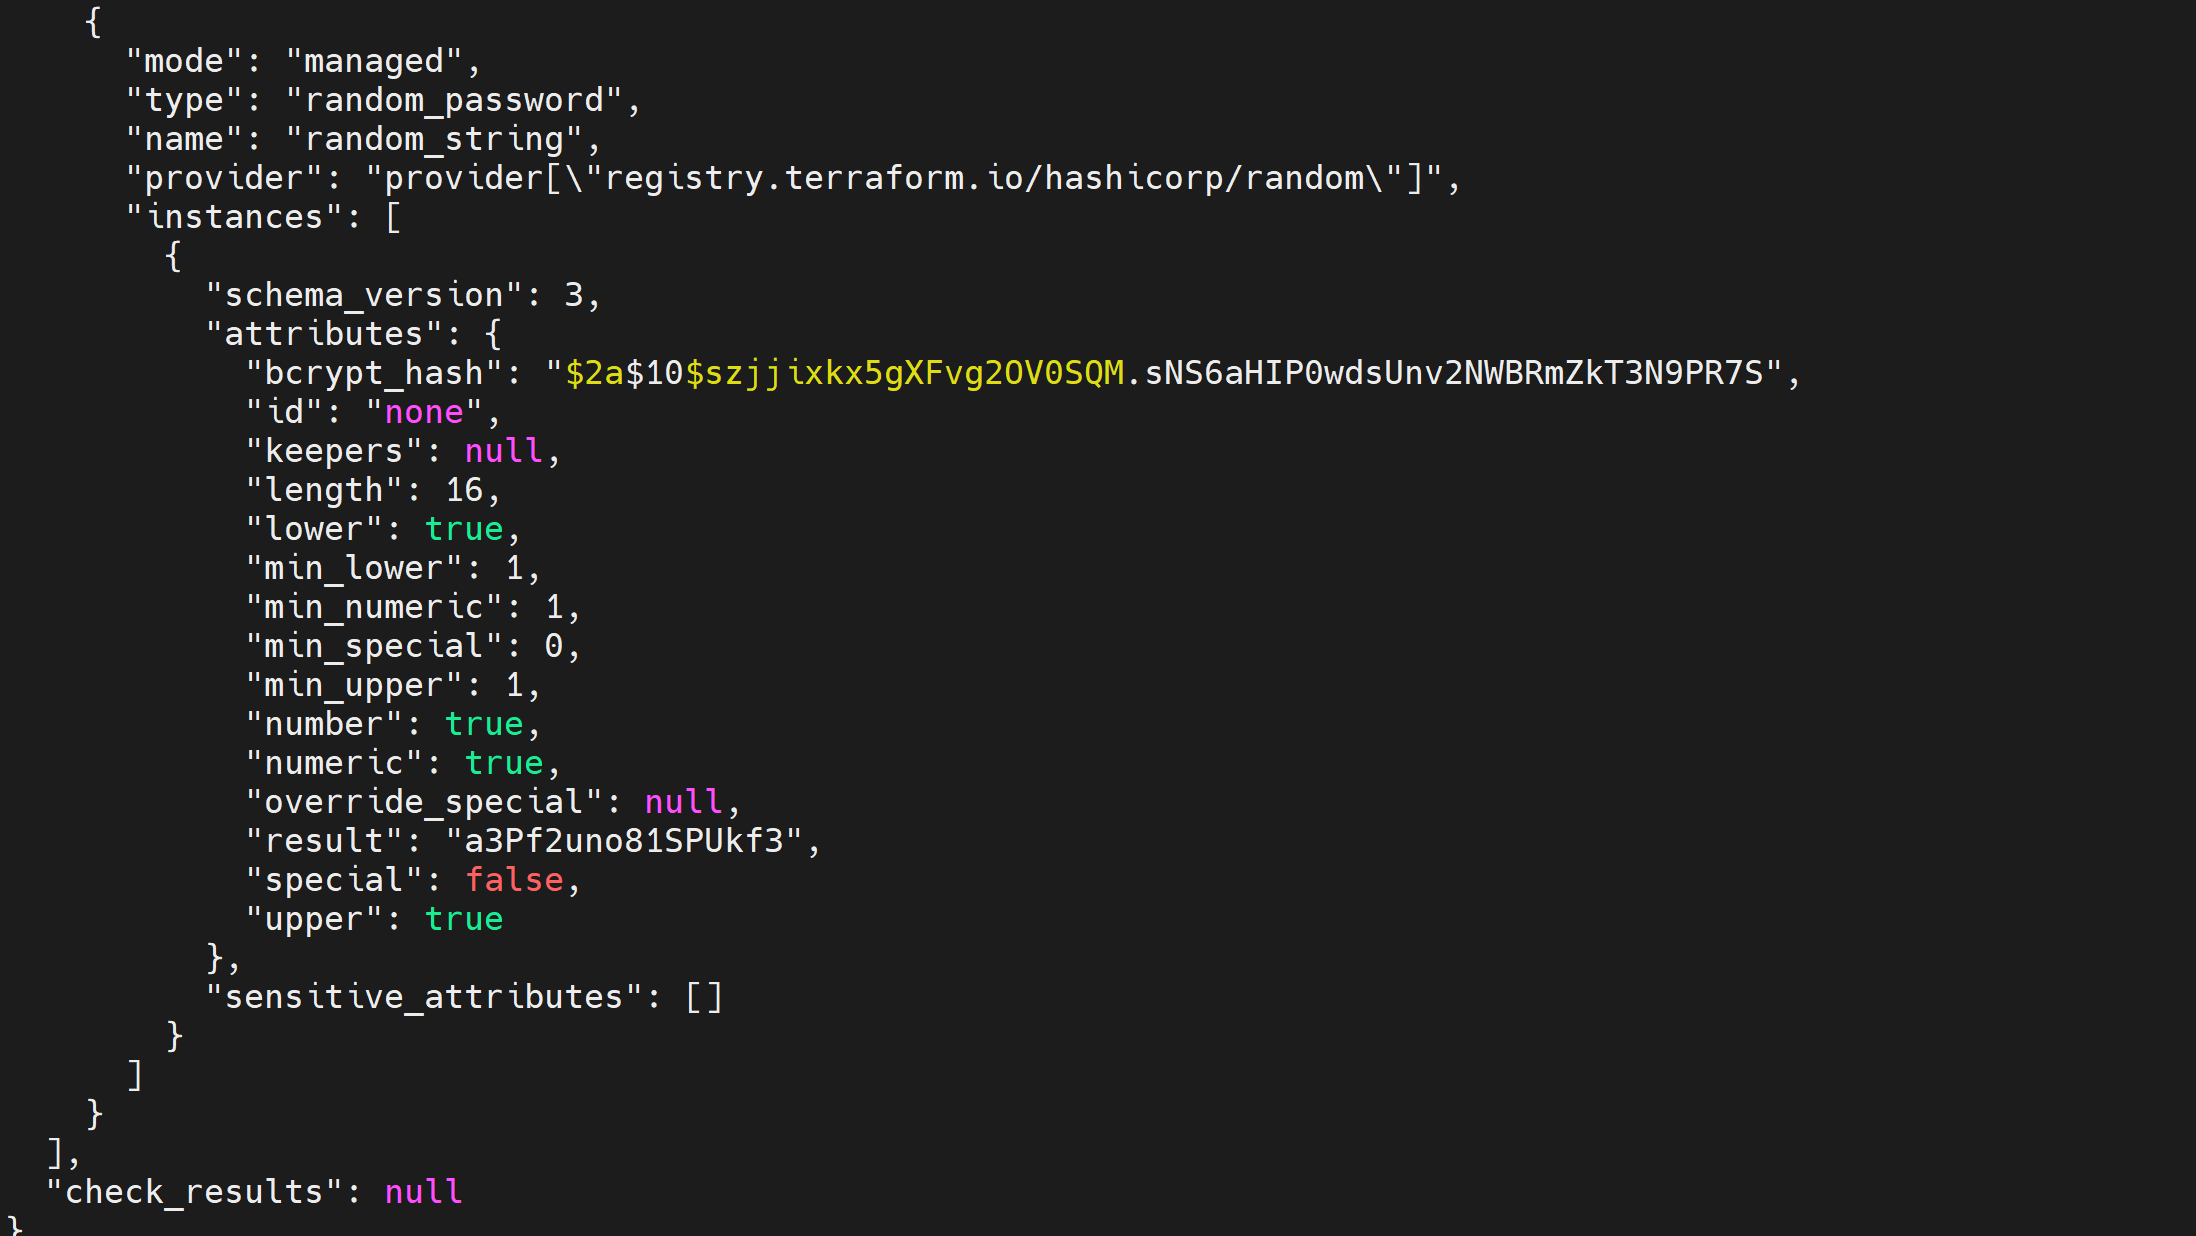 {
"mode": "managed",
"type": "random_password",
"name": "random_string",
"provider": "provider[\"registry.terraform.io/hashicorp/random\"]",
"instances": [
{
"schema_version": 3,
"attributes": {
"bcrypt_hash": "$2a$10$szjjixkx5gXFvg2OV0SQM.sNS6aHIP0wdsUnv2NWBRmZkT3N9PR7S",
"id": "none",
"keepers": null,
"length": 16,
"lower": true,
"min_lower": 1,
"min_numeric": 1,
"min_special": 0,
"min_upper": 1,
"number": true,
"numeric": true,
"override_special": null,
"result": "a3Pf2uno81SPUkf3",
"special": false,
"upper": true
},
"sensitive_attributes": []
}
]
}
],
"check_results": null
}